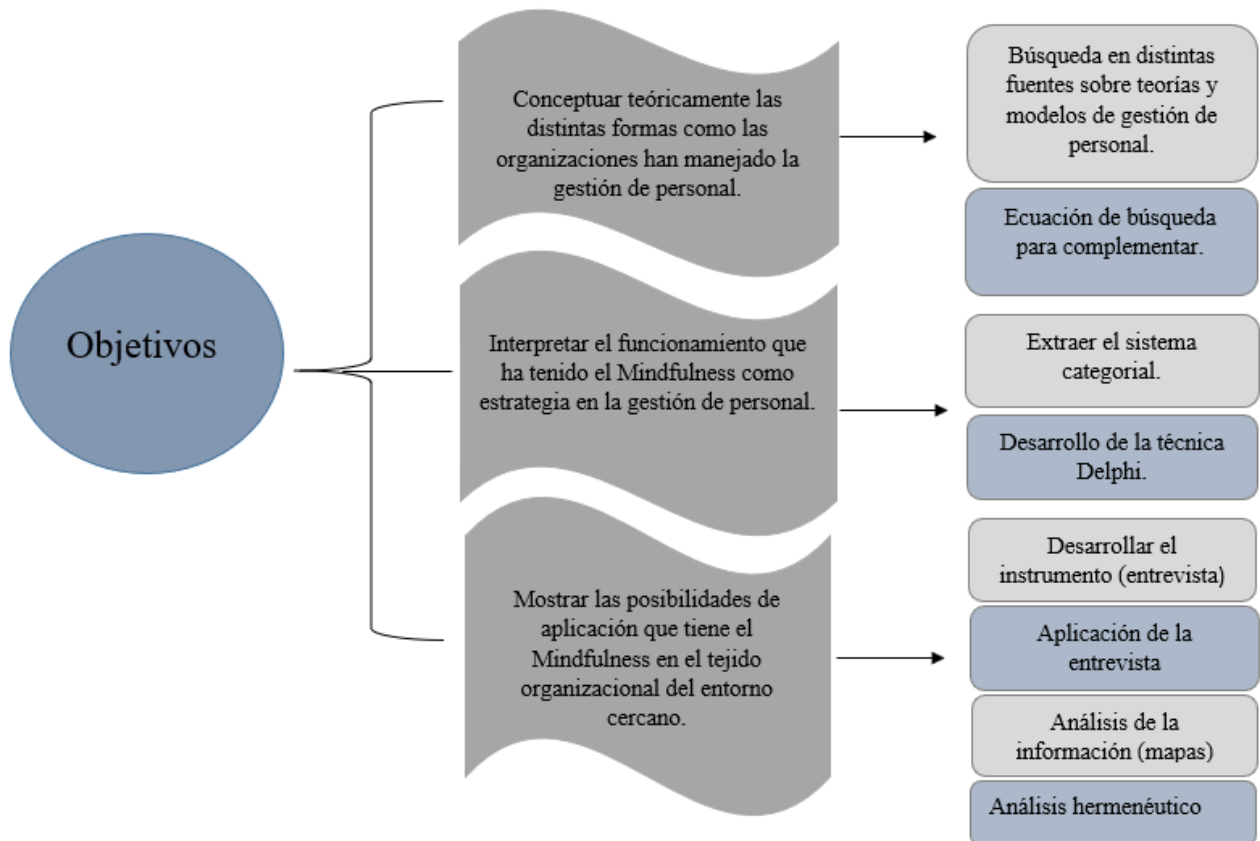 Objetivos
Conceptuar teóricamente las
distintas formas como las
organizaciones han manejado la
gestión de personal.
Búsqueda en distintas
fuentes sobre teorías y
modelos de gestión de
personal.
Ecuación de búsqueda
para complementar.
Interpretar el funcionamiento que
ha tenido el Mindfulness como
estrategia en la gestión de personal.
Extraer el sistema
categorial.
Desarrollo de la técnica
Delphi.
Mostrar las posibilidades de
aplicación que tiene el
Mindfulness en el tejido
organizacional del entorno
cercano.
Desarrollar el
instrumento (entrevista)
Aplicación de la
entrevista
Análisis de la
información (mapas)
Análisis hermenéutico